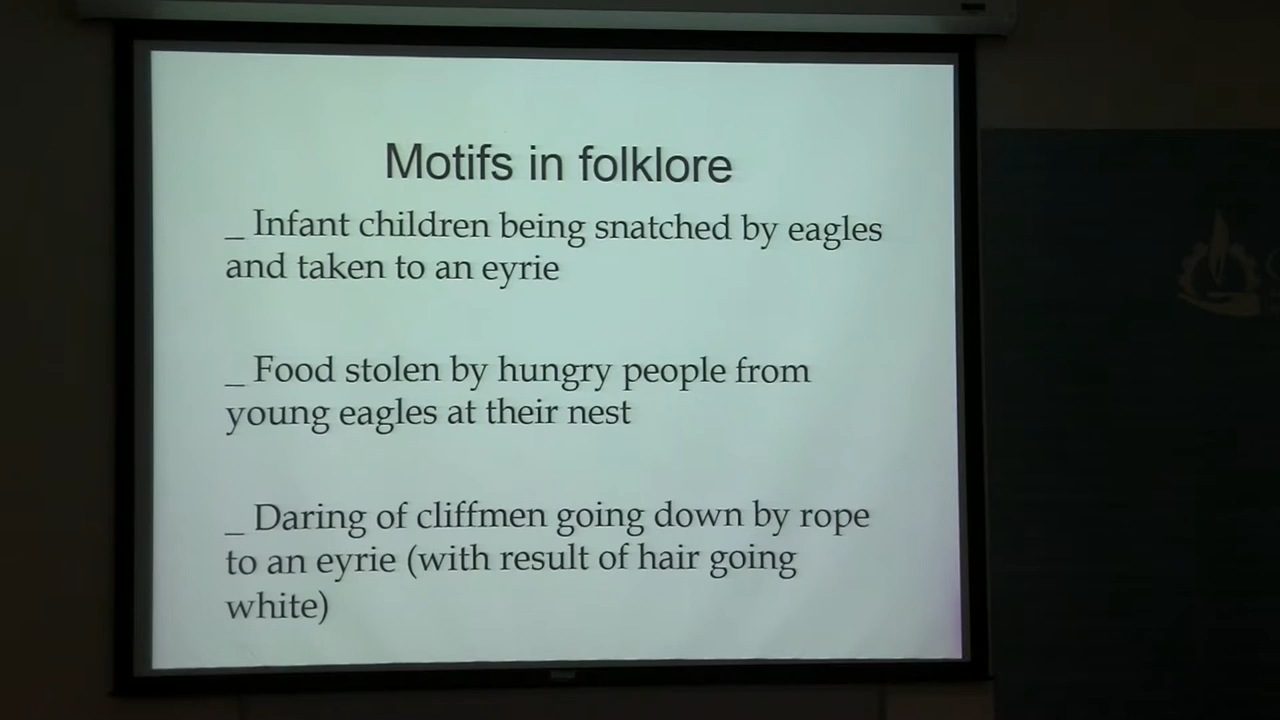 Motifs in folklore
_ Infant children being snatched by eagles
and taken to an eyrie
_ Food stolen by hungry people from
young eagles at their nest
_ Daring of cliffmen going down by rope
to an eyrie (with result of hair going
white)